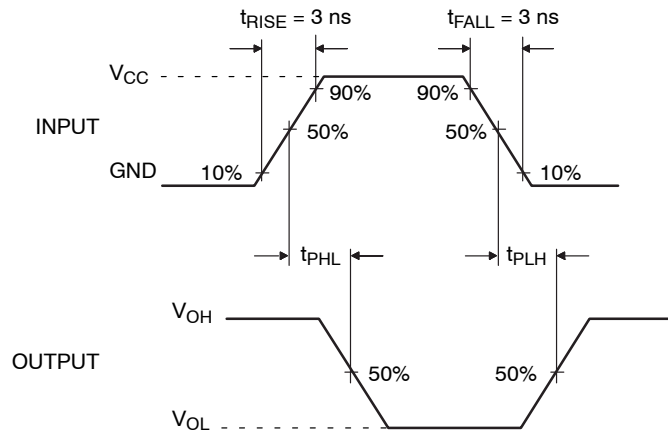 tRISE = 3 ns
tFALL = 3 ns
VCC
90%
90%
INPUT
50%
50%
GND
10%
10%
tPHL
tPLH
VOH
OUTPUT
50%
50%
VOL